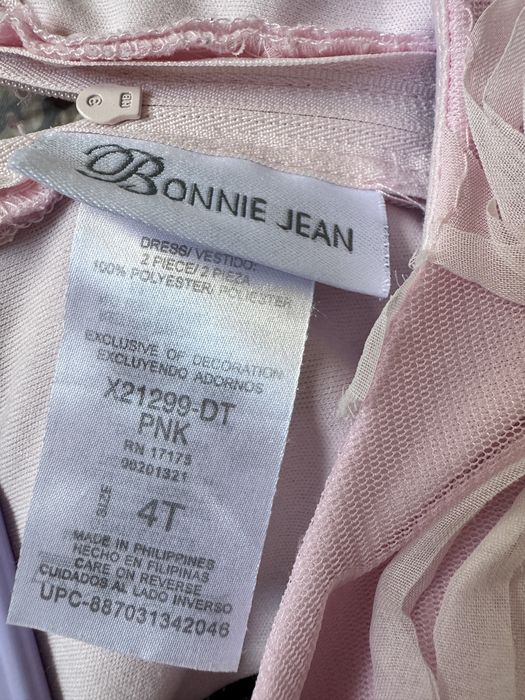 BONNIE JEAN
DRESS/VESTIDO:
2 PIECE/2 PIEZA
100% POLYESTER/POLIESTER
EXCLUSIVE OF DECORATION
EXCLUYENDO ADORNOS
X21299-DT
PNK
RN 17175
06201321
SIZE 4T
MADE IN PHILIPPINES
HECHO EN FILIPINAS
CARE ON REVERSE
CUIDADOS AL LADO INVERSO
UPC-887031342046